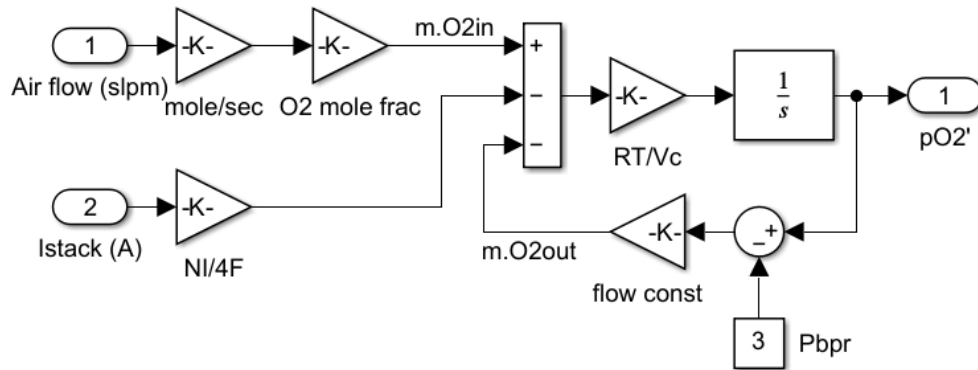 m.O2in
1
-K-
-K-
+
Air flow (slpm)
mole/sec
O2 mole frac
−
-K-
1
s
1
pO2'
−
RT/Vc
2
-K-
Istack (A)
NI/4F
m.O2out
-K-
−
+
flow const
3
Pbpr